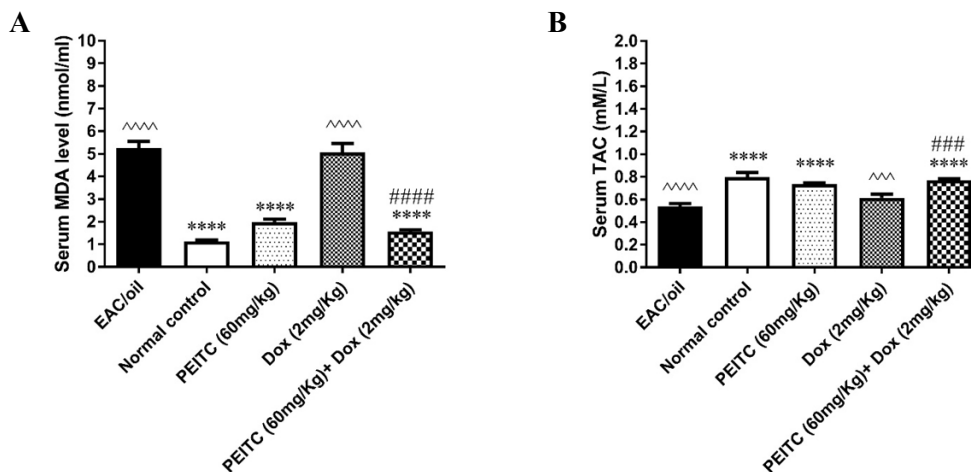 A
Serum MDA level (nmol/ml)
10
9
8
7
6
5
4
3
2
1
0
^^^^
****
****
^^^^
####
****
EAC/oil
Normal control
PEITC (60mg/kg)
Dox (2mg/Kg)
PEITC (60mg/Kg)+ Dox (2mg/kg)
B
Serum TAC (mM/L)
2.0
1.8
1.6
1.4
1.2
1.0
0.8
0.6
0.4
0.2
0.0
^^^^
****
****
^^^
###
****
EAC/oil
Normal control
PEITC (60mg/kg)
Dox (2mg/Kg)
PEITC (60mg/Kg)+ Dox (2mg/kg)